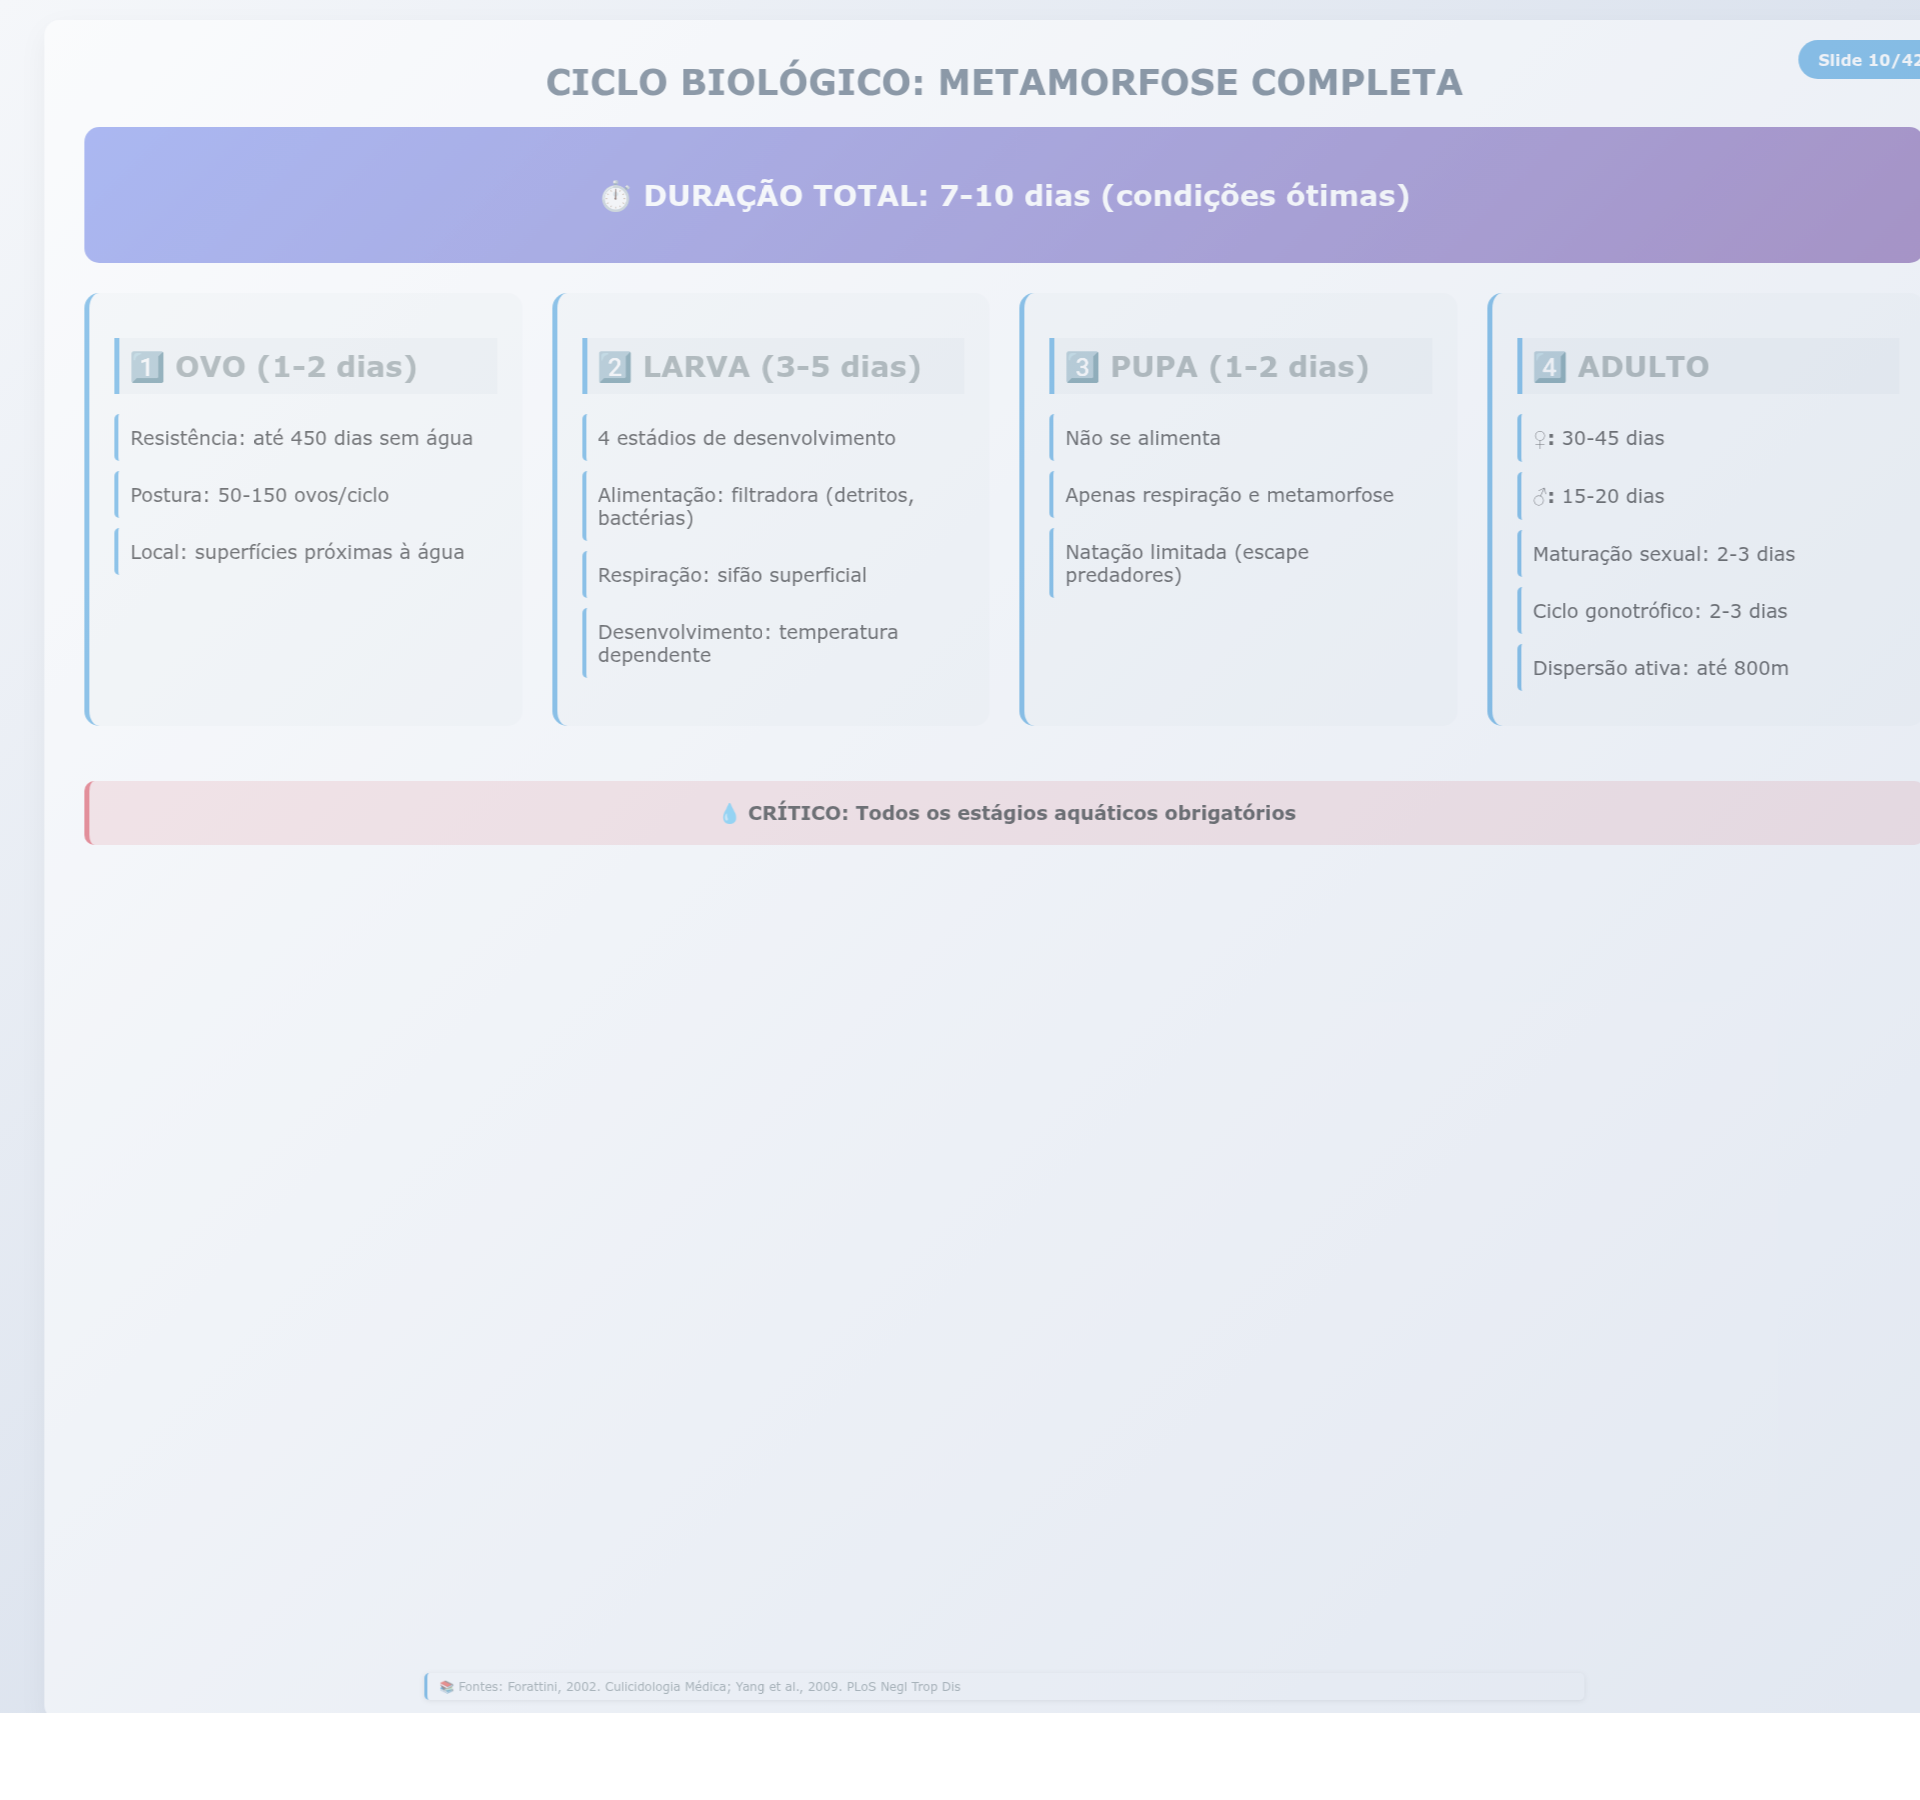 Slide 10/42
CICLO BIOLÓGICO: METAMORFOSE COMPLETA
⏱️ DURAÇÃO TOTAL: 7-10 dias (condições ótimas)
1️⃣ OVO (1-2 dias)
Resistência: até 450 dias sem água
Postura: 50-150 ovos/ciclo
Local: superfícies próximas à água
2️⃣ LARVA (3-5 dias)
4 estádios de desenvolvimento
Alimentação: filtradora (detritos,
bactérias)
Respiração: sifão superficial
Desenvolvimento: temperatura
dependente
3️⃣ PUPA (1-2 dias)
Não se alimenta
Apenas respiração e metamorfose
Natação limitada (escape
predadores)
4️⃣ ADULTO
♀: 30-45 dias
♂: 15-20 dias
Maturação sexual: 2-3 dias
Ciclo gonotrófico: 2-3 dias
Dispersão ativa: até 800m
💧 CRÍTICO: Todos os estágios aquáticos obrigatórios
📚 Fontes: Forattini, 2002. Culicidologia Médica; Yang et al., 2009. PLoS Negl Trop Dis